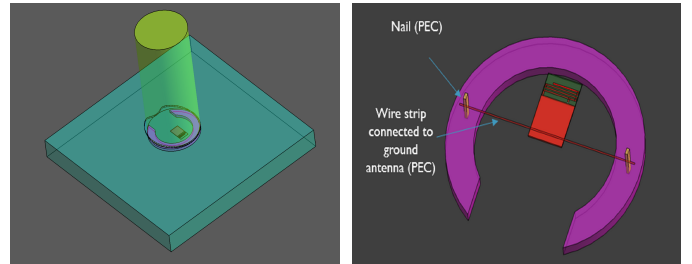 Nail (PEC)
Wire strip
connected to
ground
antenna (PEC)